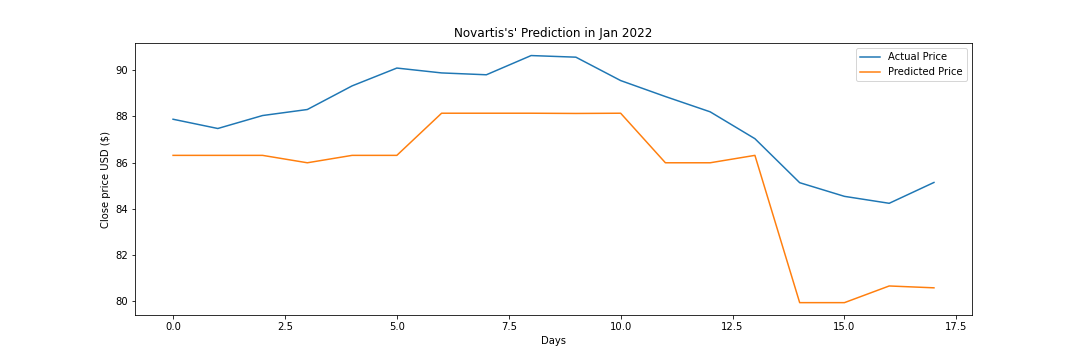 Novartis's' Prediction in Jan 2022
Actual Price
Predicted Price
Close price USD ($)
90
88
86
84
82
80
0.0 2.5 5.0 7.5 10.0 12.5 15.0 17.5
Days